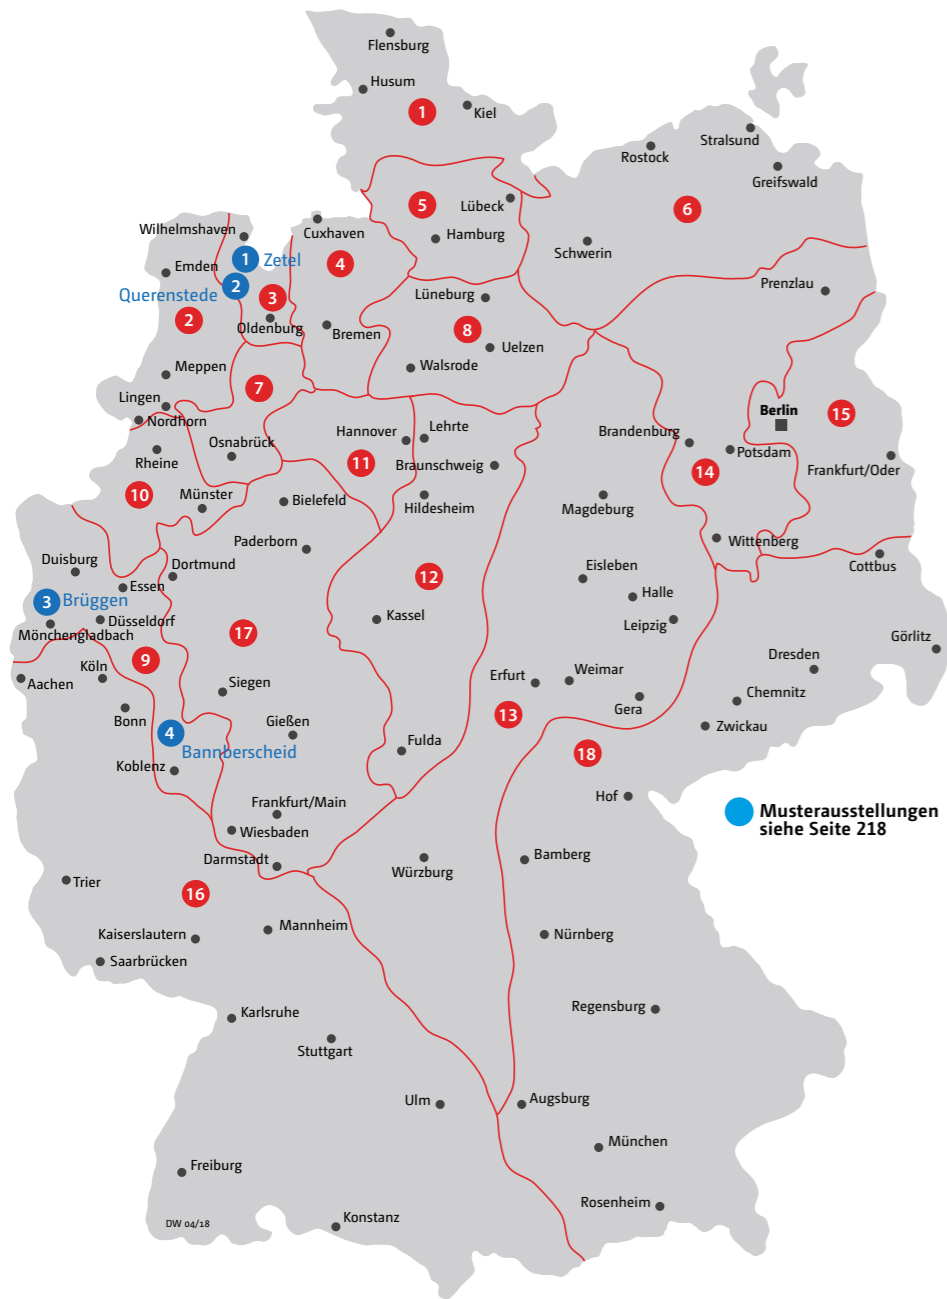 Flensburg
Husum
1
Kiel
Stralsund
Rostock
Greifswald
5
Lübeck
6
Wilhelmshaven
Cuxhaven
Hamburg
Schwerin
1 Zetel
4
Emden
Prenzlau
Querenstede
2
3
Lüneburg
2
Oldenburg
Bremen
8
Uelzen
Meppen
Walsrode
7
Lingen
Nordhorn
Berlin
15
Osnabrück
Hannover
Lehrte
Brandenburg
Potsdam
Rheine
11
Braunschweig
14
Frankfurt/Oder
10
Münster
Bielefeld
Hildesheim
Magdeburg
Paderborn
Wittenberg
Duisburg
Dortmund
Cottbus
Essen
12
Eisleben
3 Brüggen
Halle
Düsseldorf
Kassel
Leipzig
Mönchengladbach
17
Görlitz
9
Köln
Dresden
Aachen
Siegen
Erfurt
Weimar
Chemnitz
Bonn
Gießen
13
Gera
Zwickau
4
Bannberscheid
Fulda
18
Koblenz
Hof
Frankfurt/Main
Wiesbaden
Musterausstellungen
siehe Seite 218
Darmstadt
Würzburg
Bamberg
Trier
16
Kaiserslautern
Mannheim
Nürnberg
Saarbrücken
Karlsruhe
Regensburg
Stuttgart
Ulm
Augsburg
München
Freiburg
Rosenheim
DW 04/18
Konstanz